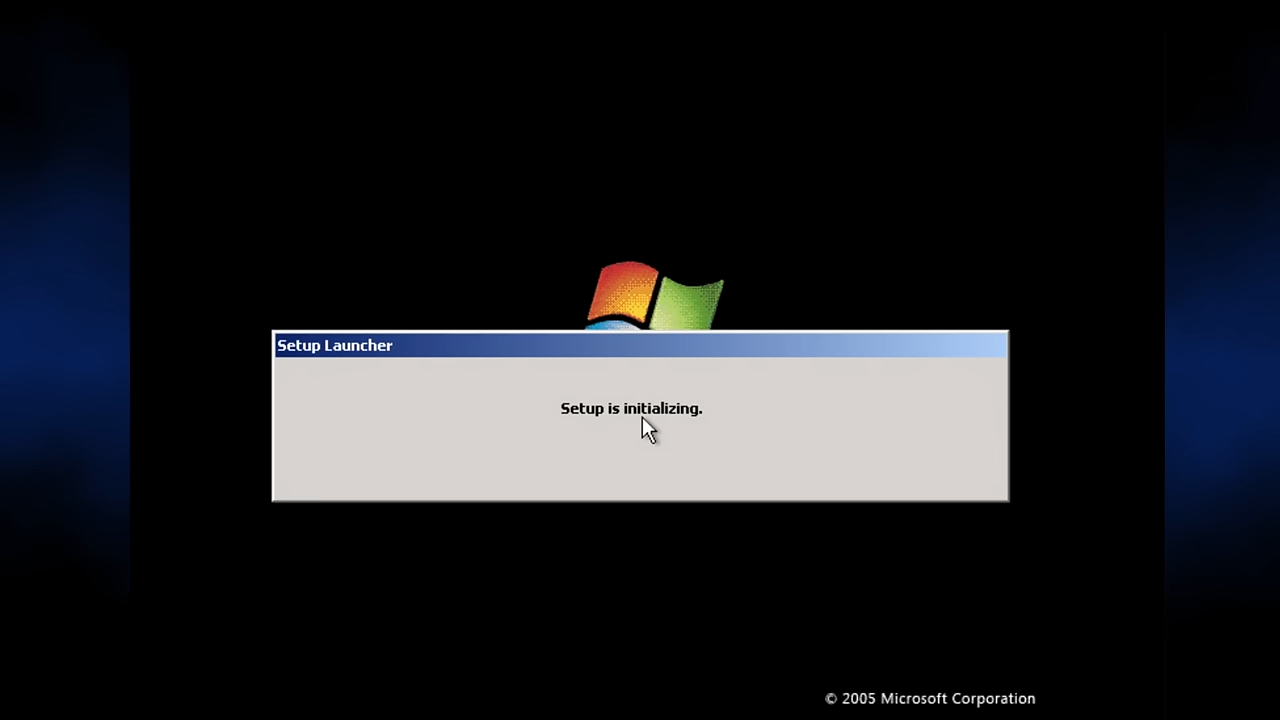 Setup Launcher
Setup is initializing.
© 2005 Microsoft Corporation